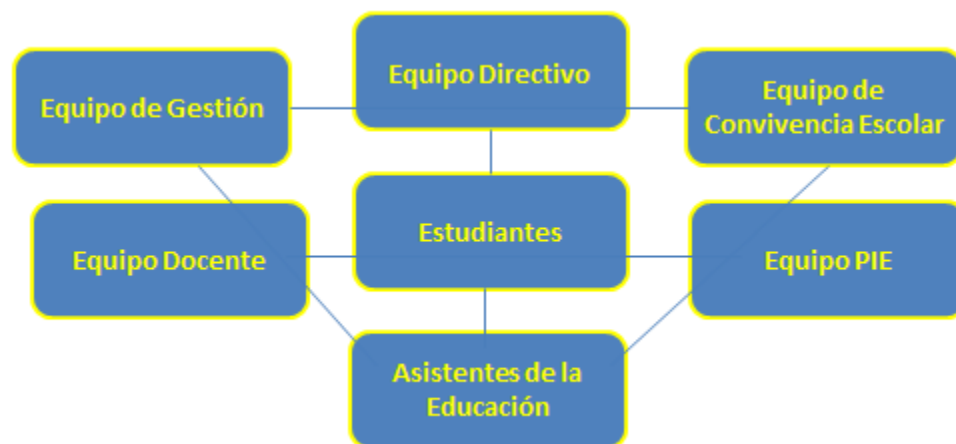 Equipo Directivo
Equipo de Gestión
Equipo de
Convivencia Escolar
Estudiantes
Equipo Docente
Equipo PIE
Asistentes de la
Educación